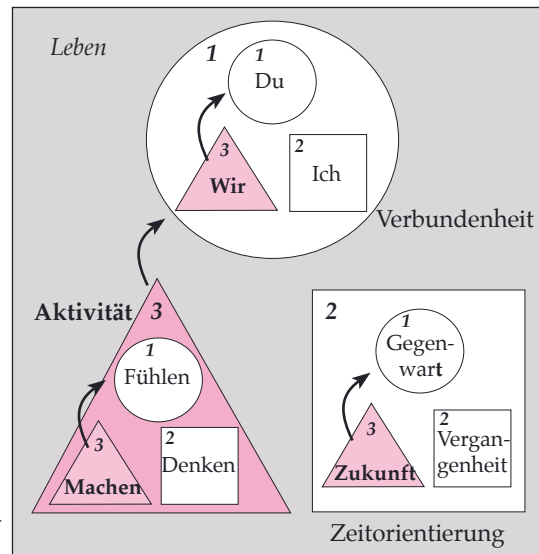 Leben
1
1
Du
3
Wir
2
Ich
Verbundenheit
Aktivität
3
1
Fühlen
3
Machen
2
Denken
2
1
Gegen-
wart
3
Zukunft
2
Vergan-
genheit
Zeitorientierung